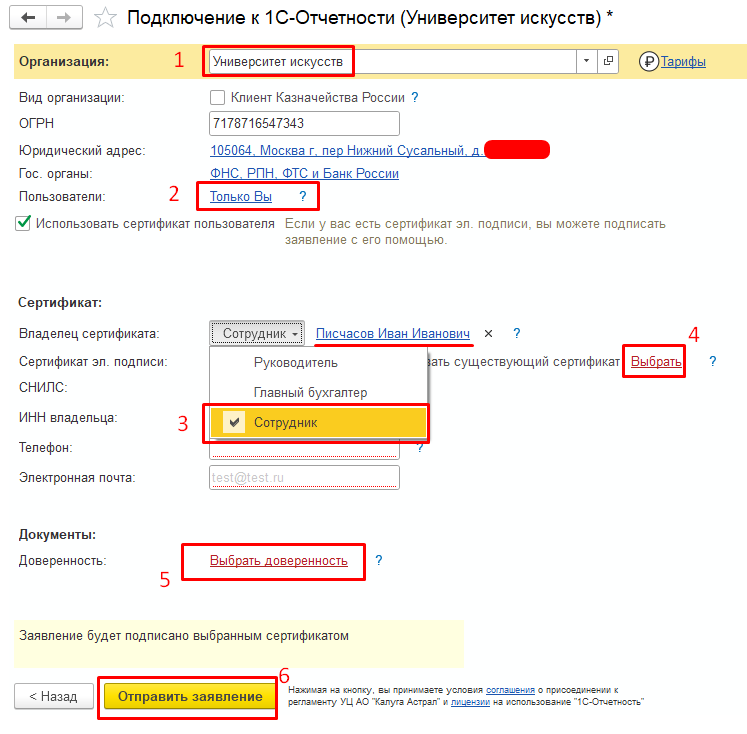 Подключение к 1С-Отчетности (Университет искусств) *
Организация: 1 Университет искусств ₽ Тарифы
Вид организации: Клиент Казначейства России ?
ОГРН 7178716547343
Юридический адрес: 105064, Москва г, пер Нижний Сусальный, д.
Гос. органы: ФНС, РПН, ФТС и Банк России
Пользователи: 2 Только Вы ?
Использовать сертификат пользователя Если у вас есть сертификат эл. подписи, вы можете подписать
заявление с его помощью.
Сертификат:
Владелец сертификата: Сотрудник Писчасов Иван Иванович × ? 4
Сертификат эл. подписи: Руководитель вать существующий сертификат Выбрать ?
СНИЛС: Главный бухгалтер
ИНН владельца: 3 Сотрудник
Телефон: ?
Электронная почта: test@test.ru
Документы:
Доверенность: Выбрать доверенность ?
5
Заявление будет подписано выбранным сертификатом
6
< Назад Отправить заявление Нажимая на кнопку, вы принимаете условия соглашения о присоединении к
регламенту УЦ АО "Калуга Астрал" и лицензии на использование "1С-Отчетность"